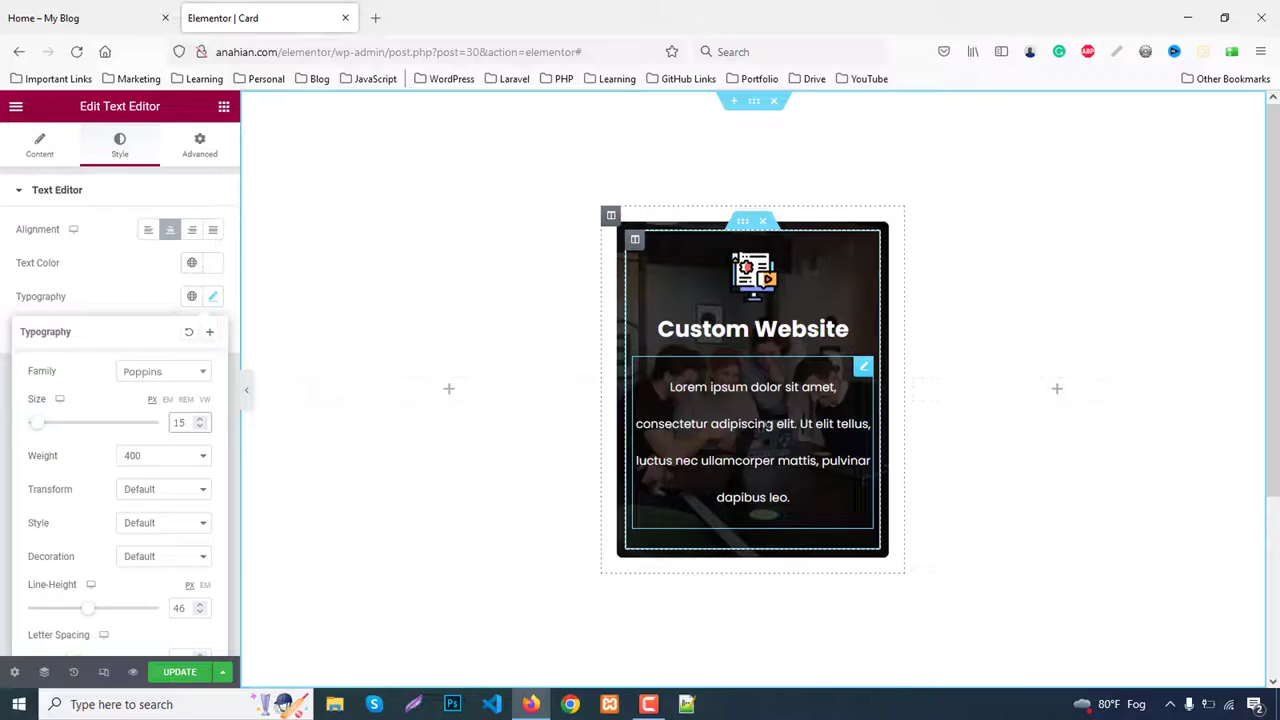 Home – My Blog
Elementor | Card
anahian.com/elementor/wp-admin/post.php?post=30&action=elementor#
Search
Important Links
Marketing
Learning
Personal
Blog
JavaScript
WordPress
Laravel
PHP
Learning
GitHub Links
Portfolio
Drive
YouTube
Other Bookmarks
Edit Text Editor
Content
Style
Advanced
Text Editor
Alignment
Text Color
Typography
Typography
Family
Poppins
Size
PX EM REM VW
15
Weight
400
Transform
Default
Style
Default
Decoration
Default
Line-Height
PX EM
46
Letter Spacing
UPDATE
Custom Website
Lorem ipsum dolor sit amet,
consectetur adipiscing elit. Ut elit tellus,
luctus nec ullamcorper mattis, pulvinar
dapibus leo.
Type here to search
80°F Fog